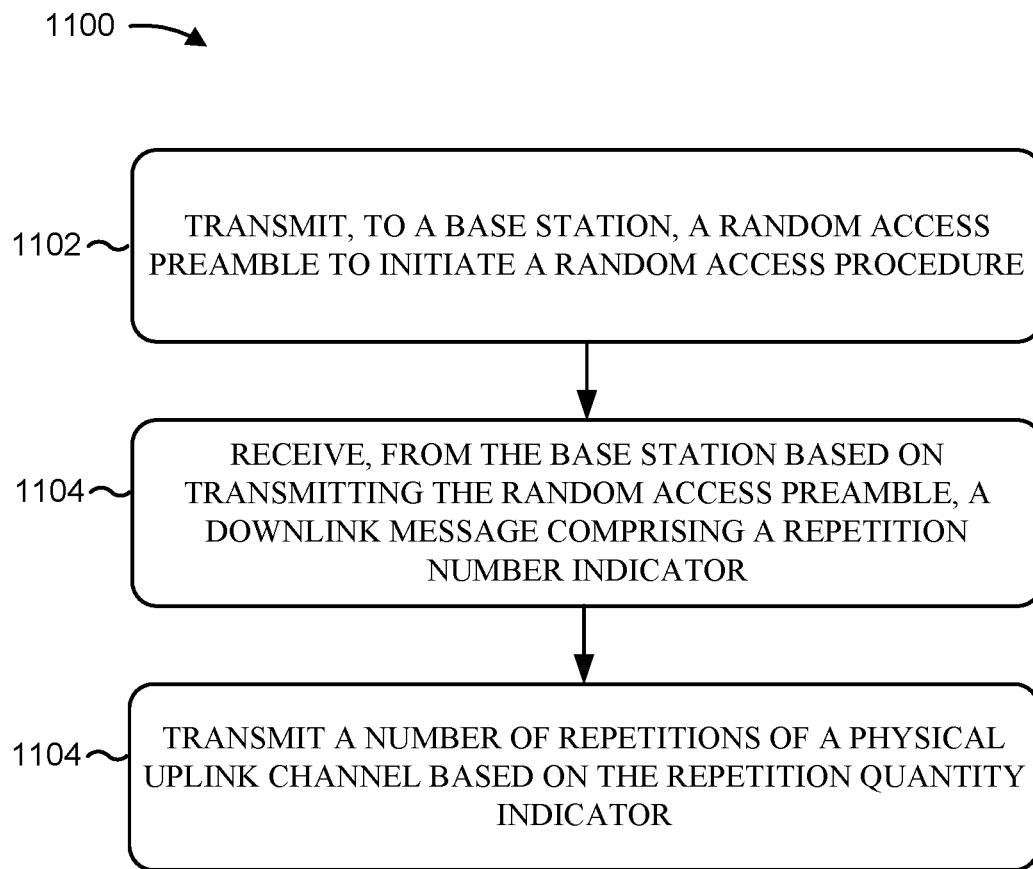 1100
1102
TRANSMIT, TO A BASE STATION, A RANDOM ACCESS
PREAMBLE TO INITIATE A RANDOM ACCESS PROCEDURE
1104
RECEIVE, FROM THE BASE STATION BASED ON
TRANSMITTING THE RANDOM ACCESS PREAMBLE, A
DOWNLINK MESSAGE COMPRISING A REPETITION
NUMBER INDICATOR
1104
TRANSMIT A NUMBER OF REPETITIONS OF A PHYSICAL
UPLINK CHANNEL BASED ON THE REPETITION QUANTITY
INDICATOR